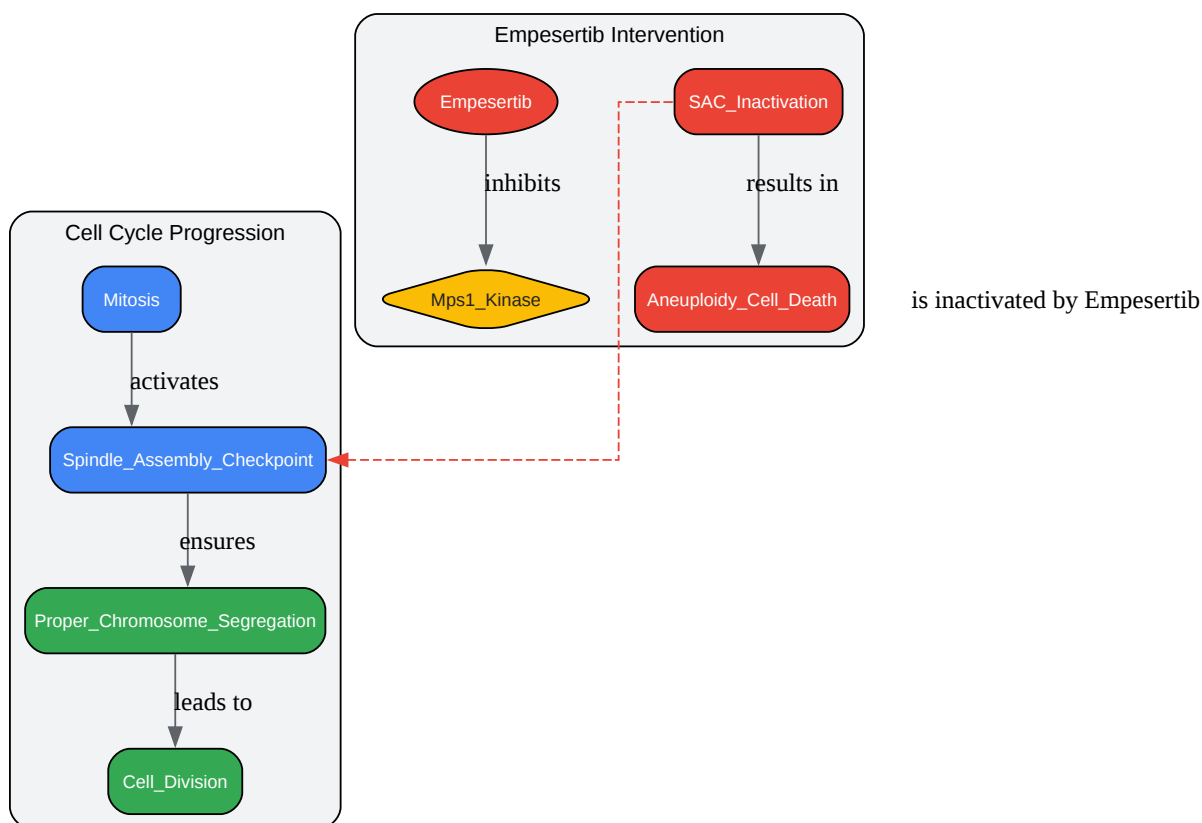 Empesertib Intervention
Empesertib
SAC_Inactivation
inhibits
results in
Mps1_Kinase
Aneuploidy_Cell_Death
is inactivated by Empesertib
Cell Cycle Progression
Mitosis
activates
Spindle_Assembly_Checkpoint
ensures
Proper_Chromosome_Segregation
leads to
Cell_Division